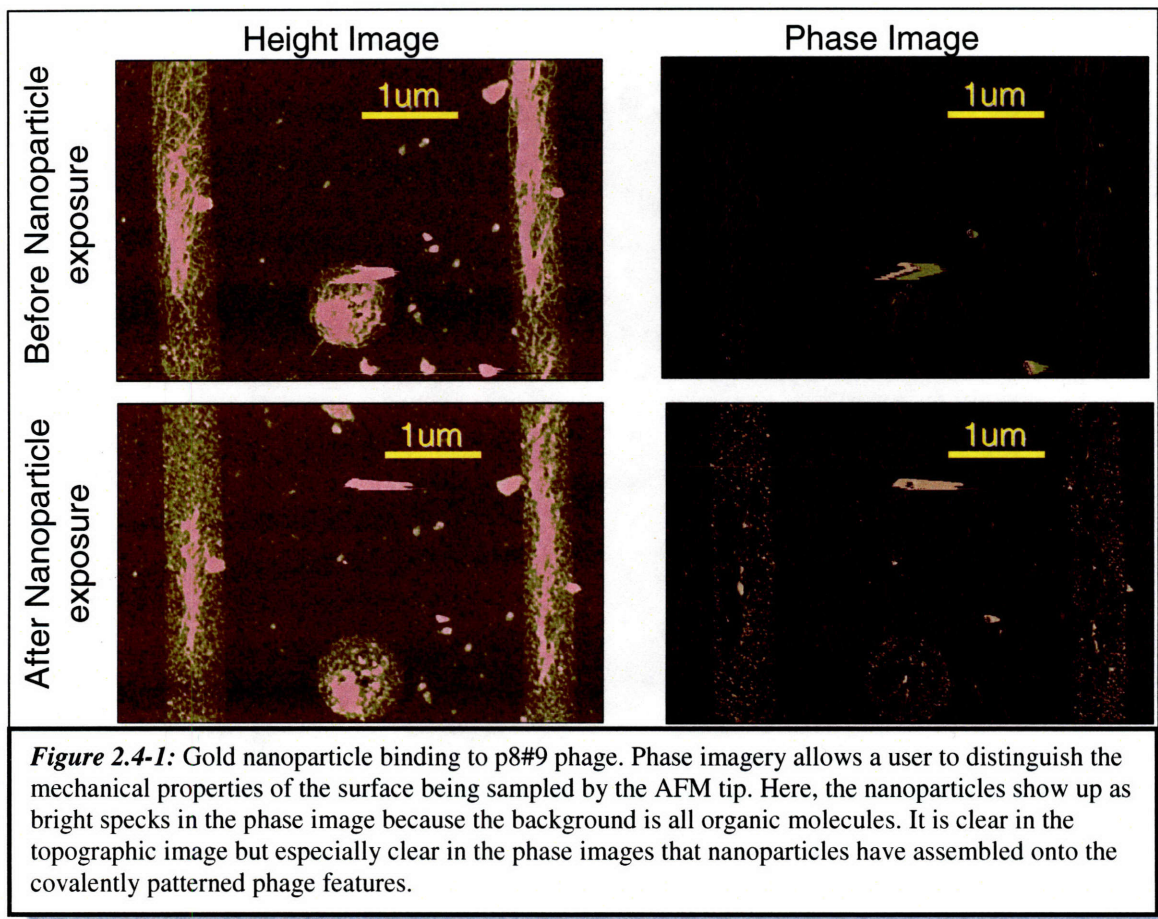 Height Image
Phase Image
Before Nanoparticle
exposure
1um
1um
After Nanoparticle
exposure
1um
1um
Figure 2.4-1: Gold nanoparticle binding to p8#9 phage. Phase imagery allows a user to distinguish the
mechanical properties of the surface being sampled by the AFM tip. Here, the nanoparticles show up as
bright specks in the phase image because the background is all organic molecules. It is clear in the
topographic image but especially clear in the phase images that nanoparticles have assembled onto the
covalently patterned phage features.